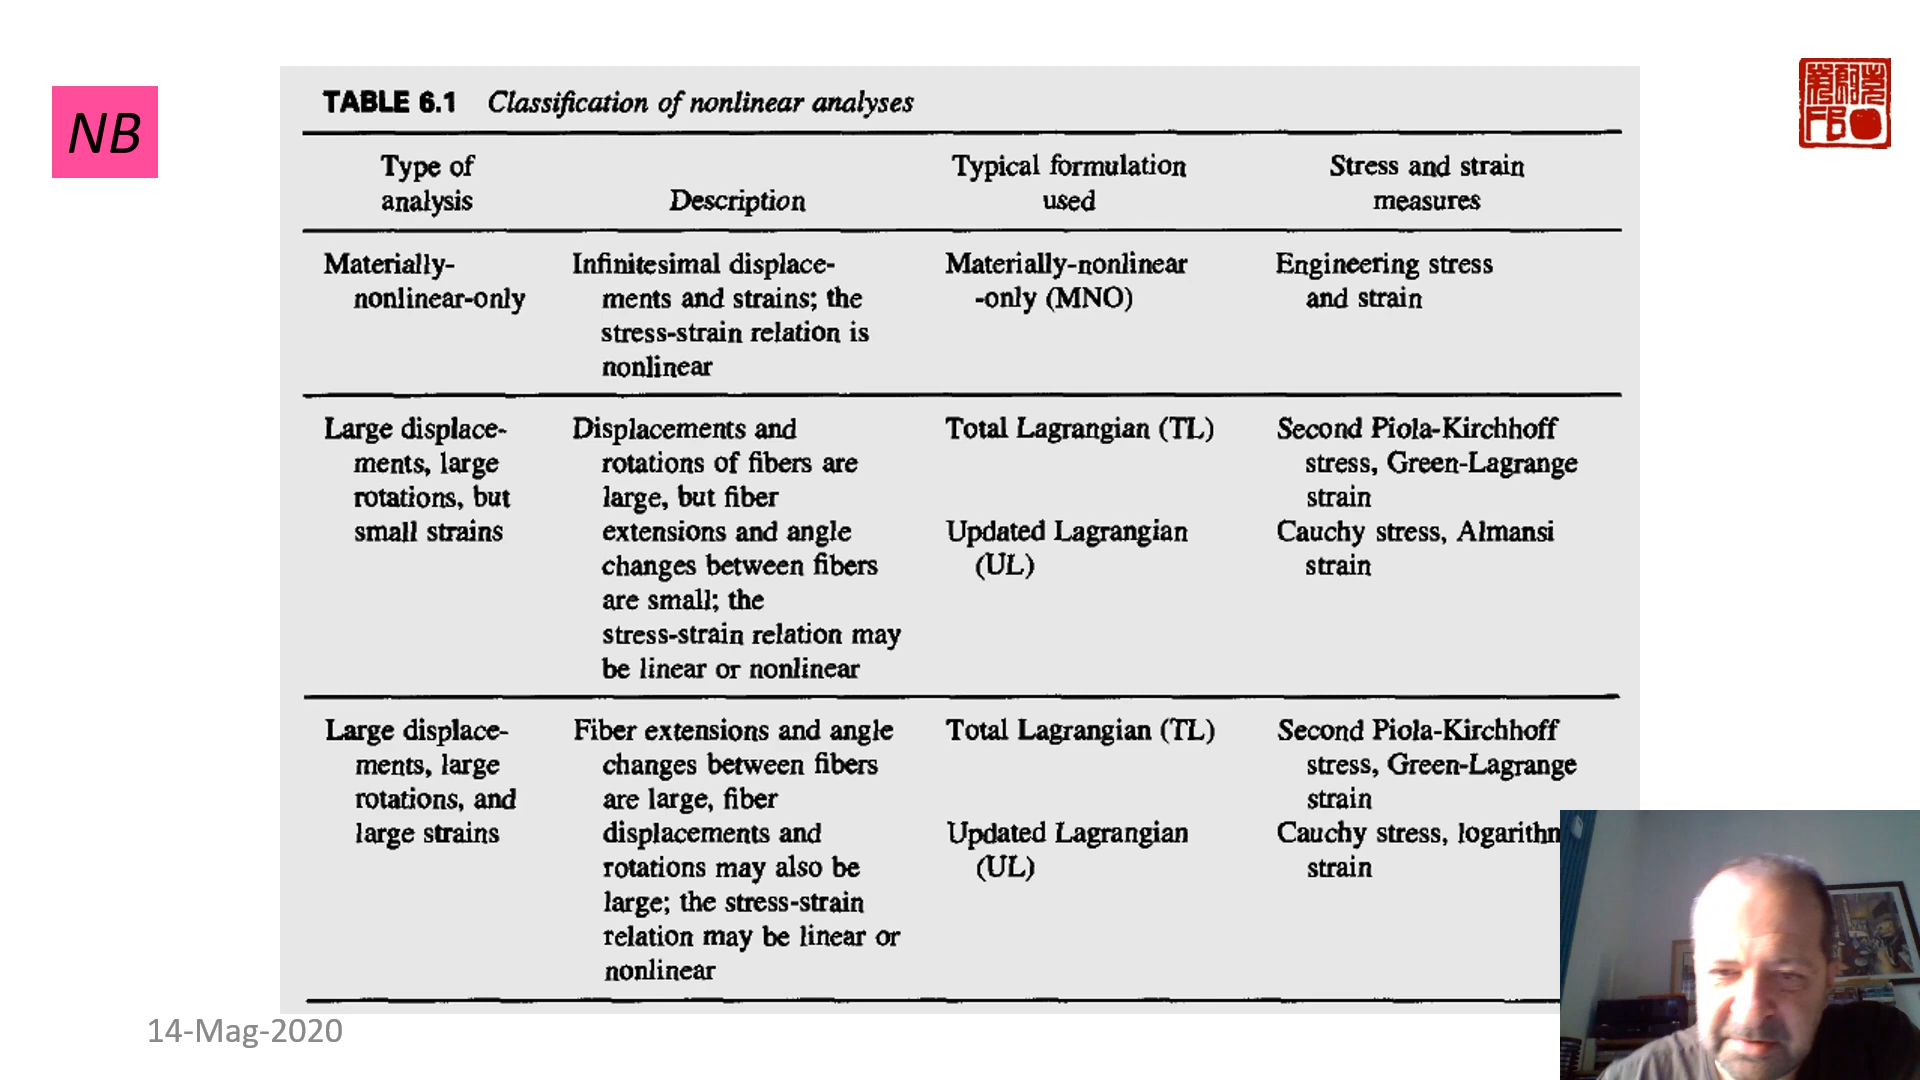 NB
TABLE 6.1 Classification of nonlinear analyses
Type of analysis
Description
Typical formulation used
Stress and strain measures
Materially-
nonlinear-only
Infinitesimal displace-
ments and strains; the
stress-strain relation is
nonlinear
Materially-nonlinear
-only (MNO)
Engineering stress
and strain
Large displace-
ments, large
rotations, but
small strains
Displacements and
rotations of fibers are
large, but fiber
extensions and angle
changes between fibers
are small; the
stress-strain relation may
be linear or nonlinear
Total Lagrangian (TL)
Second Piola-Kirchhoff
stress, Green-Lagrange
strain
Updated Lagrangian
(UL)
Cauchy stress, Almansi
strain
Large displace-
ments, large
rotations, and
large strains
Fiber extensions and angle
changes between fibers
are large, fiber
displacements and
rotations may also be
large; the stress-strain
relation may be linear or
nonlinear
Total Lagrangian (TL)
Second Piola-Kirchhoff
stress, Green-Lagrange
strain
Updated Lagrangian
(UL)
Cauchy stress,
strain
14-Mag-2020